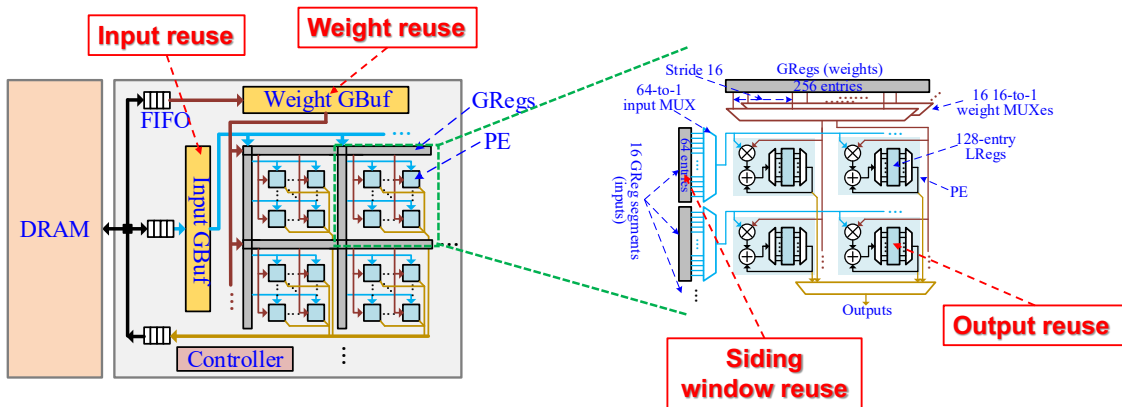 Input reuse
Weight reuse
FIFO
Weight GBuf
GRegs
PE
Input GBuf
DRAM
Controller
Stride 16
64-to-1
input MUX
GRegs (weights)
256 entries
16 16-to-1
weight MUXes
128-entry
LRegs
64 entries
16 GReg segments
(inputs)
PE
Outputs
Siding
window reuse
Output reuse